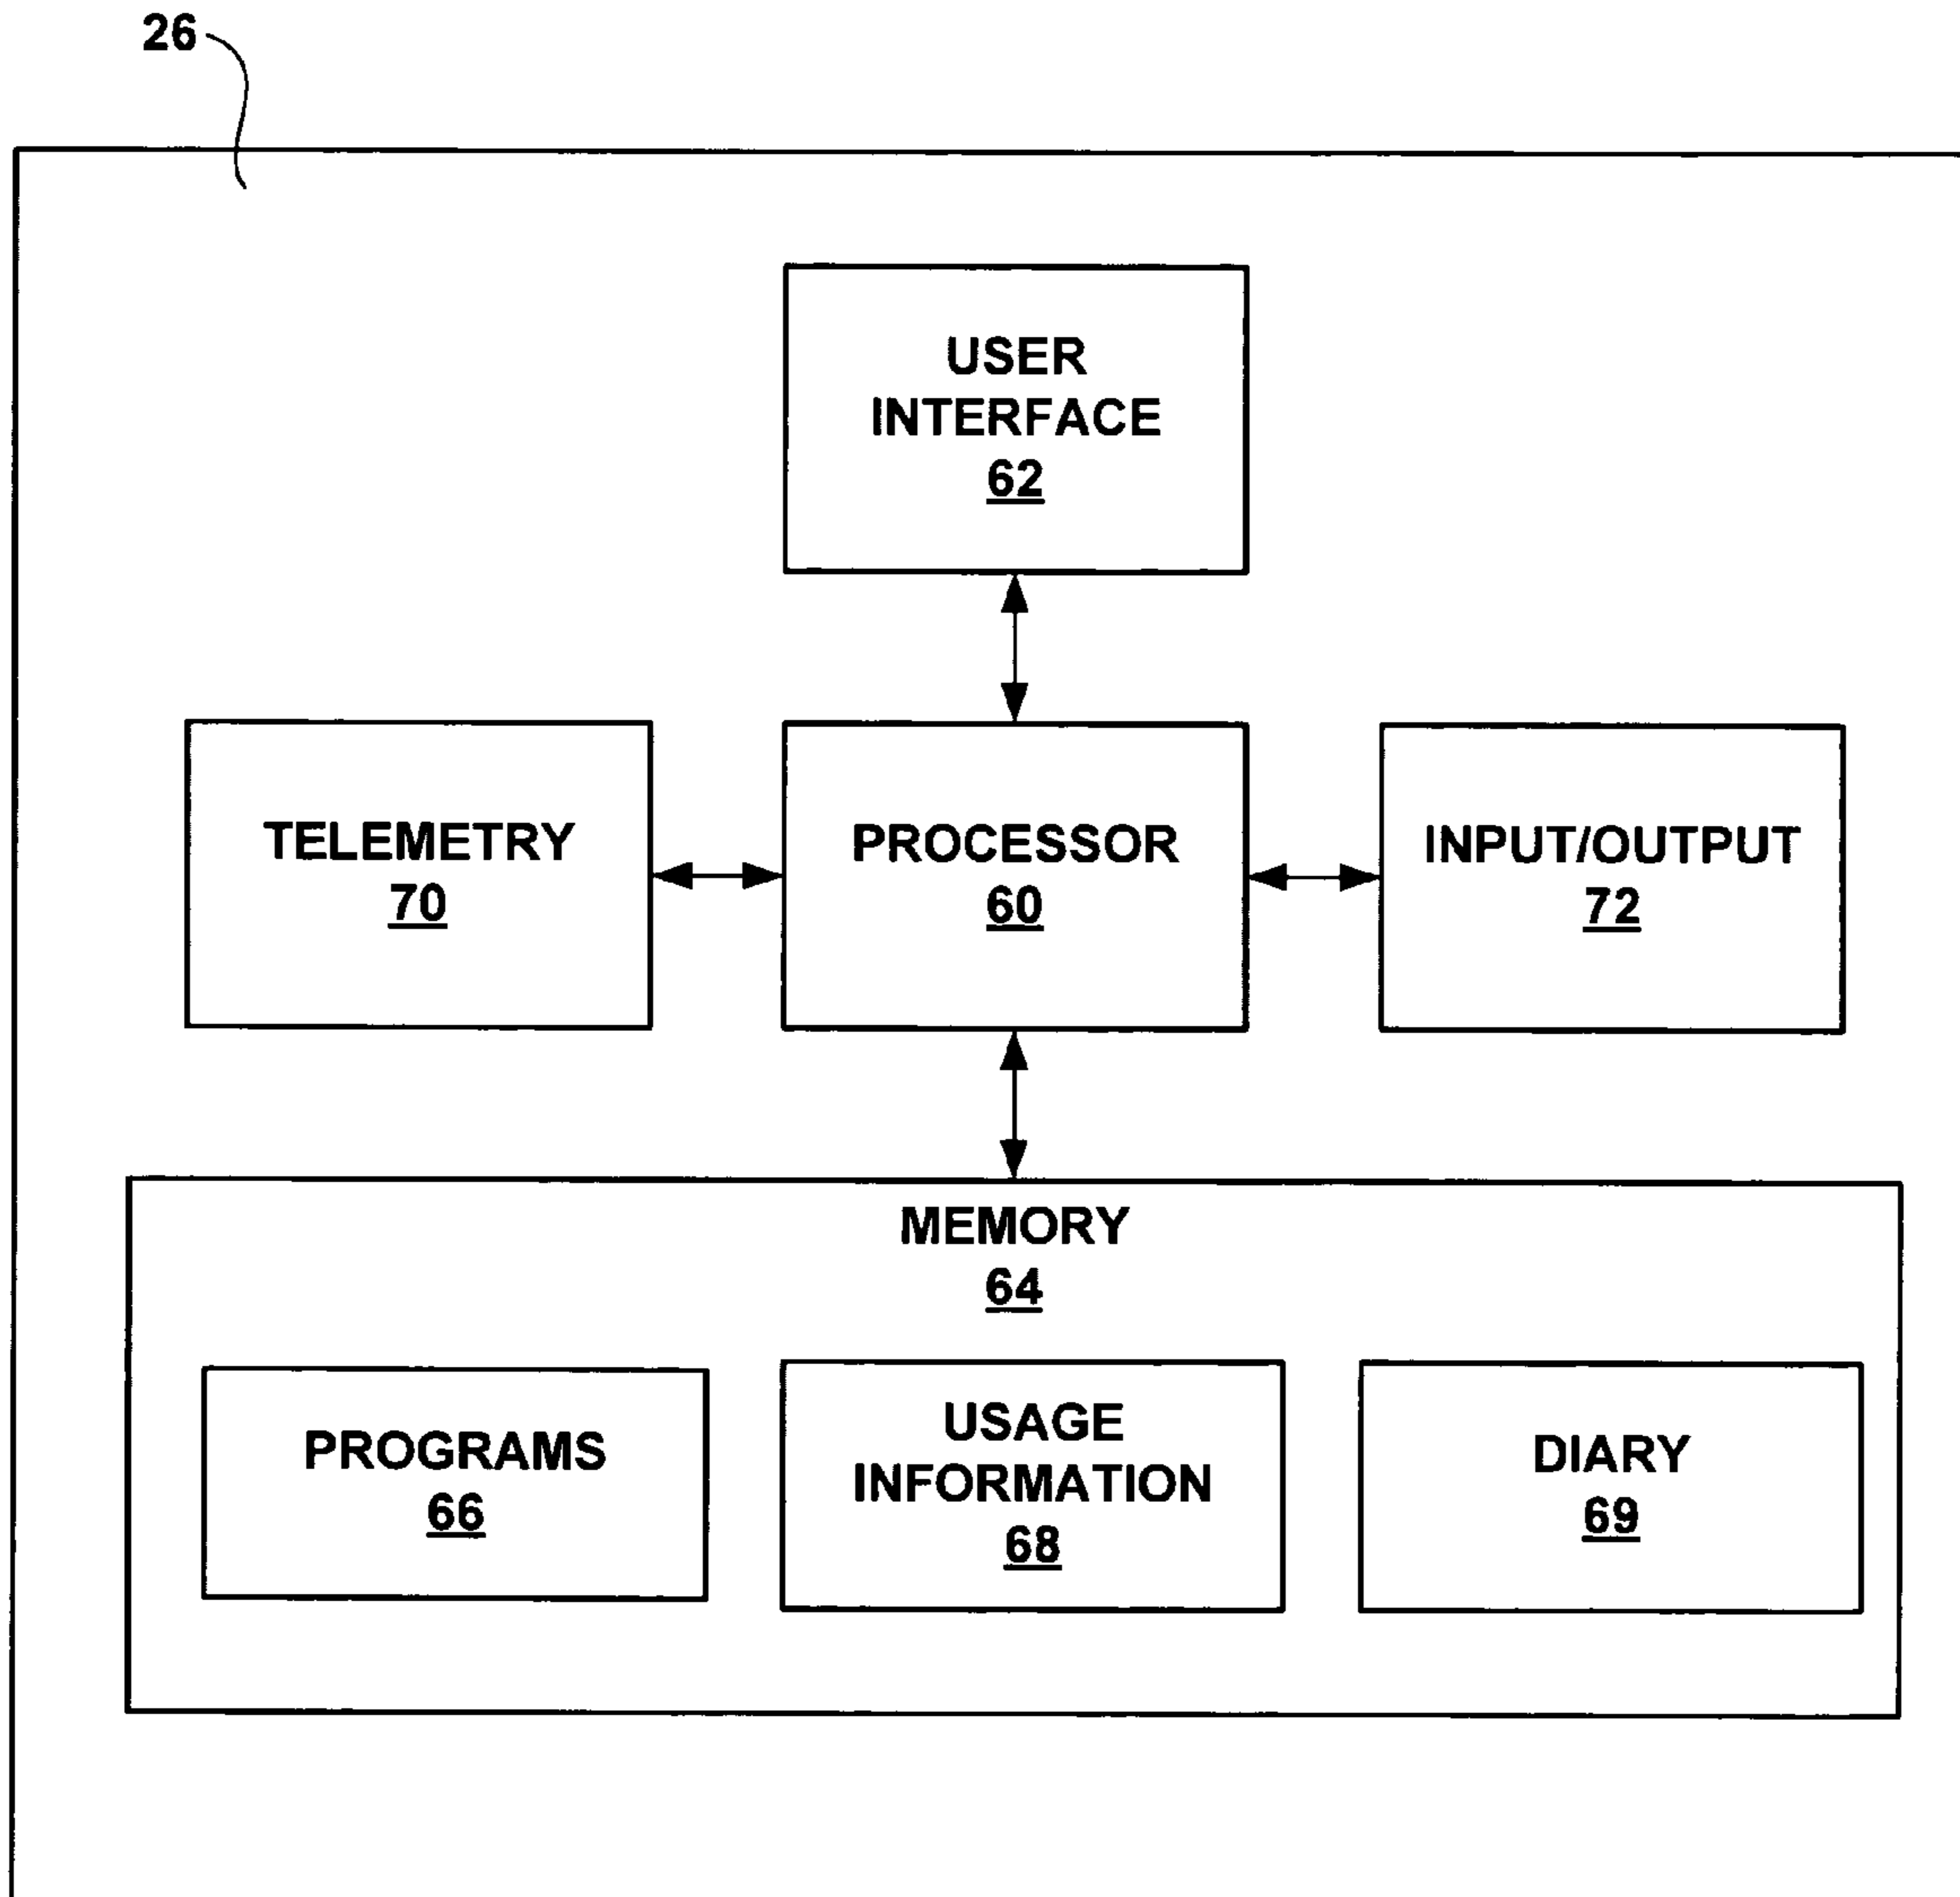 26
USER
INTERFACE
62
TELEMETRY
70
PROCESSOR
60
INPUT/OUTPUT
72
MEMORY
64
PROGRAMS
66
USAGE
INFORMATION
68
DIARY
69